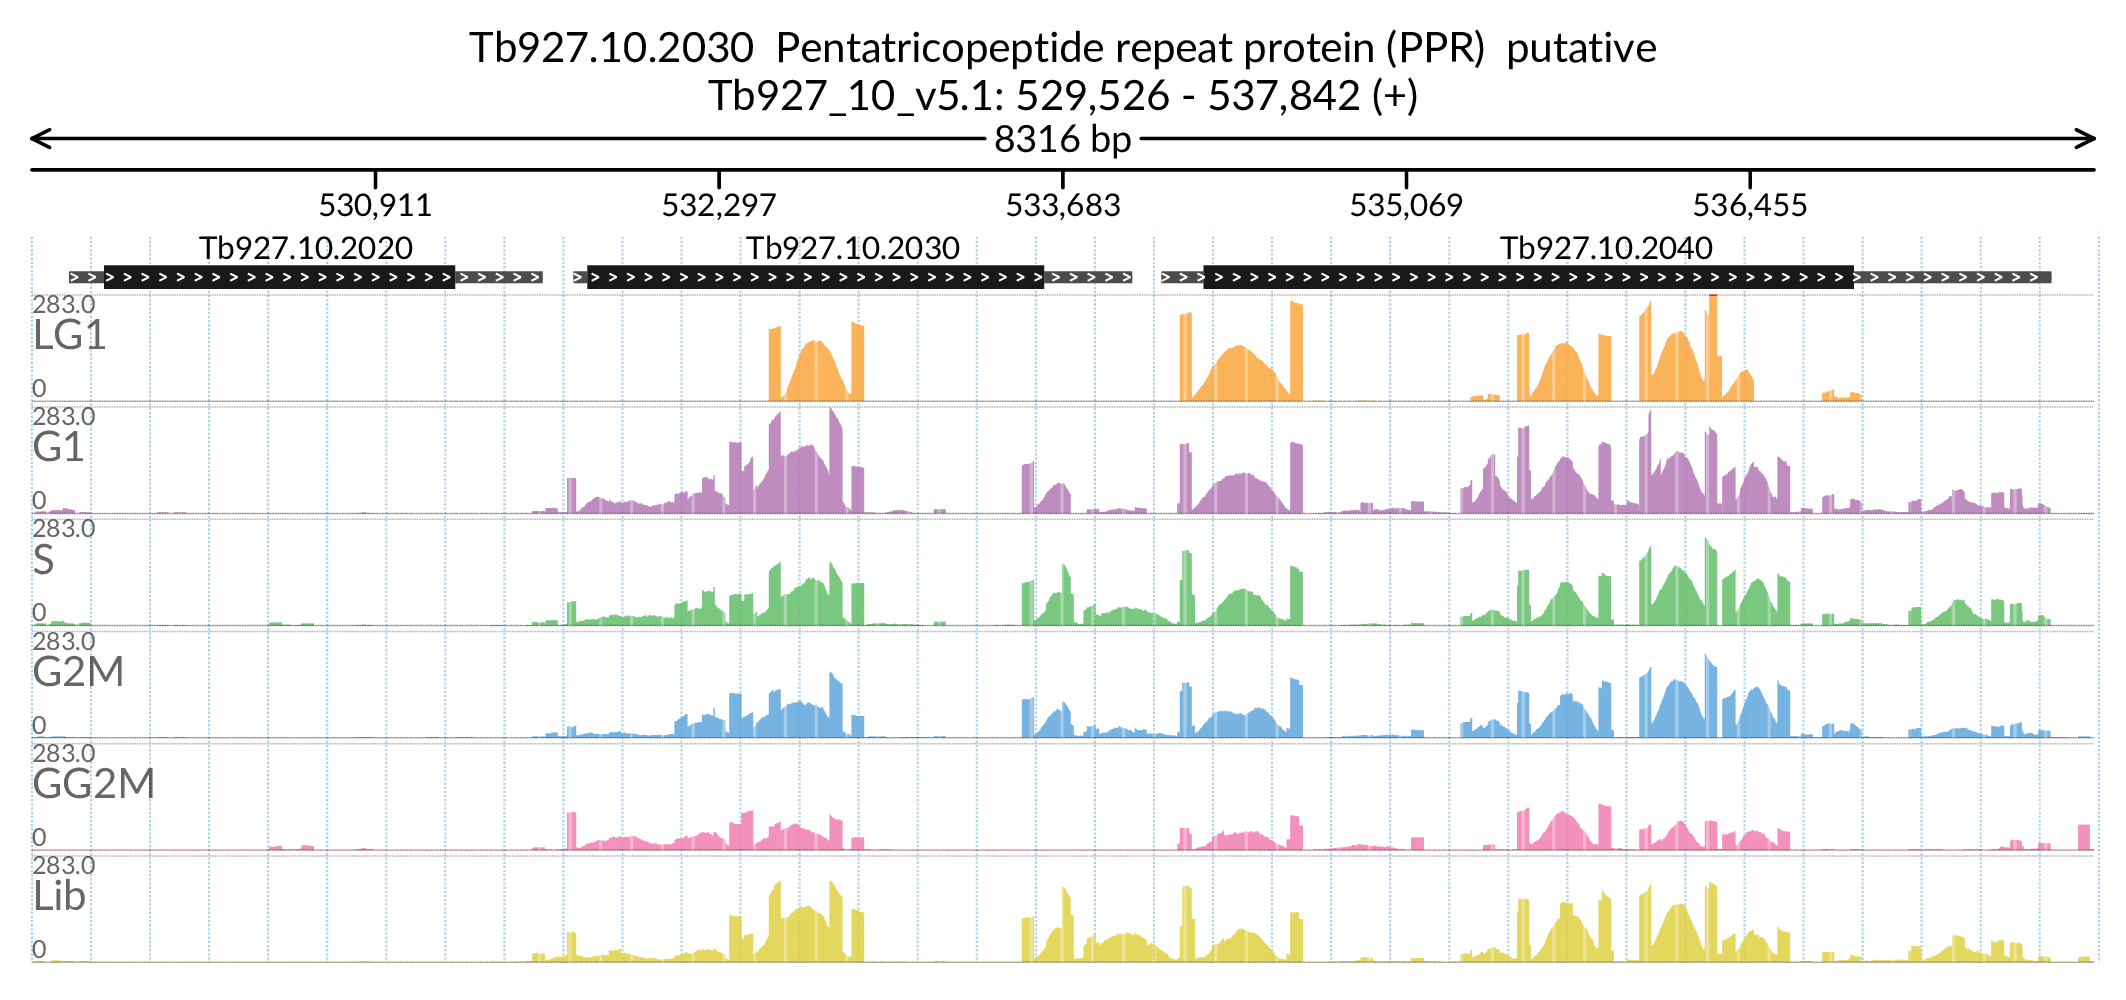 Tb927.10.2030  Pentatricopeptide repeat protein (PPR)  putative
Tb927_10_v5.1: 529,526 - 537,842 (+)
8316 bp
530,911 532,297 533,683 535,069 536,455
Tb927.10.2020 Tb927.10.2030 Tb927.10.2040
283.0
LG1
0
283.0
G1
0
283.0
S
0
283.0
G2M
0
283.0
GG2M
0
283.0
Lib
0